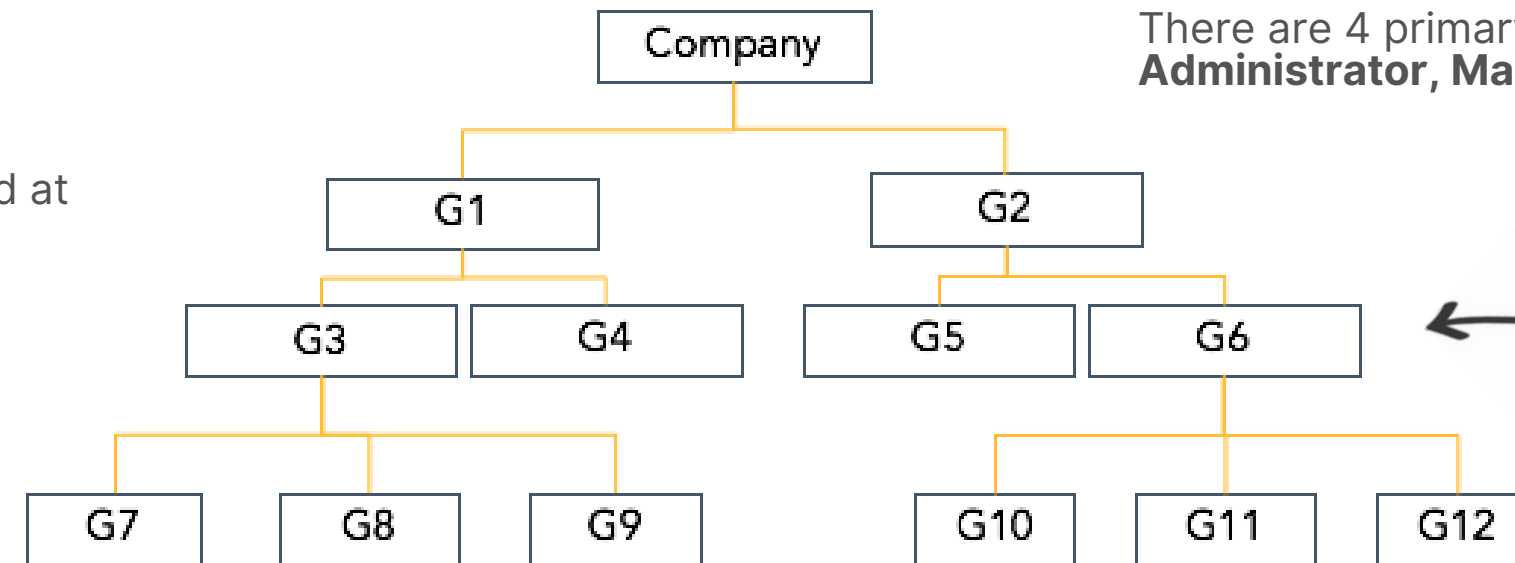 Company
There are 4 primary
Administrator, Ma
d at
G1
G2
G3
G4
G5
G6
G7
G8
G9
G10
G11
G12